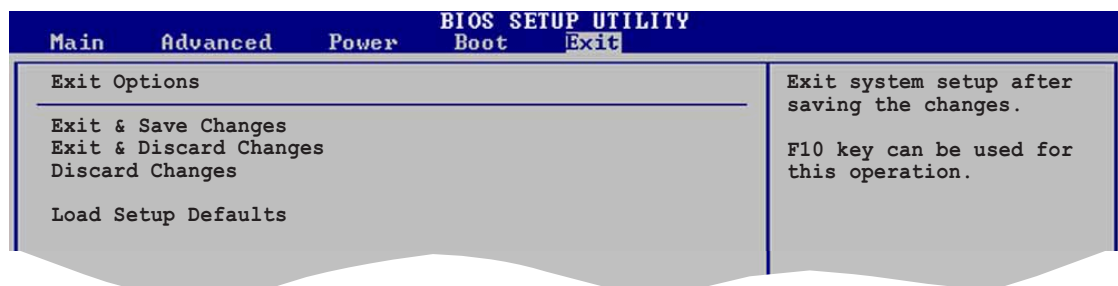 BIOS SETUP UTILITY
Main Advanced Power Boot Exit
Exit Options
Exit & Save Changes
Exit & Discard Changes
Discard Changes
Load Setup Defaults
Exit system setup after
saving the changes.
F10 key can be used for
this operation.